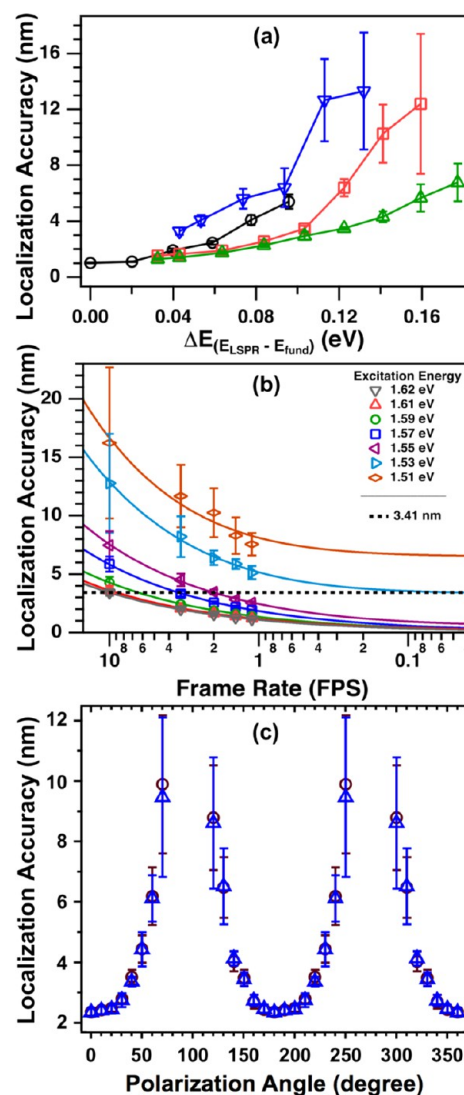 (a)
Localization Accuracy (nm)
16
12
8
4
0
0.00 0.04 0.08 0.12 0.16
ΔE(ELSPR - Efund) (eV)
(b)
Localization Accuracy (nm)
20
15
10
5
0
Excitation Energy
1.62 eV
1.61 eV
1.59 eV
1.57 eV
1.55 eV
1.53 eV
1.51 eV
3.41 nm
10 8 6 4 2 1 8 6 4 2 0.1 8 6 4
Frame Rate (FPS)
(c)
Localization Accuracy (nm)
12
10
8
6
4
2
0 50 100 150 200 250 300 350
Polarization Angle (degree)